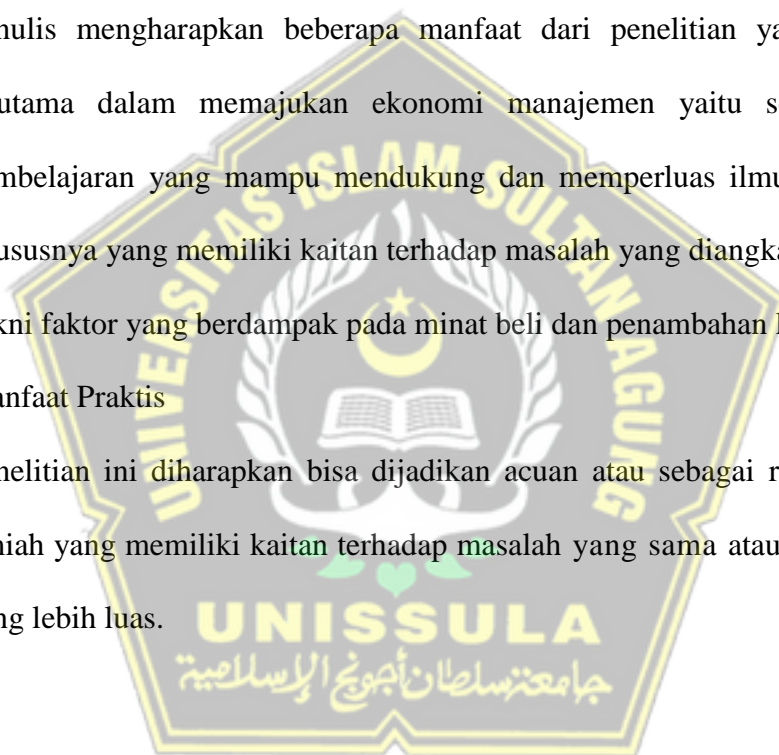 nulis mengharapkan beberapa manfaat dari penelitian ya
utama dalam memajukan ekonomi manajemen yaitu s
mbelajaran yang mampu mendukung dan memperluas ilmu
ususnya yang memiliki kaitan terhadap masalah yang diangka
kni faktor yang berdampak pada minat beli dan penambahan
anfaat Praktis
nelitian ini diharapkan bisa dijadikan acuan atau sebagai r
niah yang memiliki kaitan terhadap masalah yang sama atau
ng lebih luas.
UNIVERSITAS ISLAM SULTAN AGUNG
UNISSULA
جامعتنسلطان أجونج الإسلامية